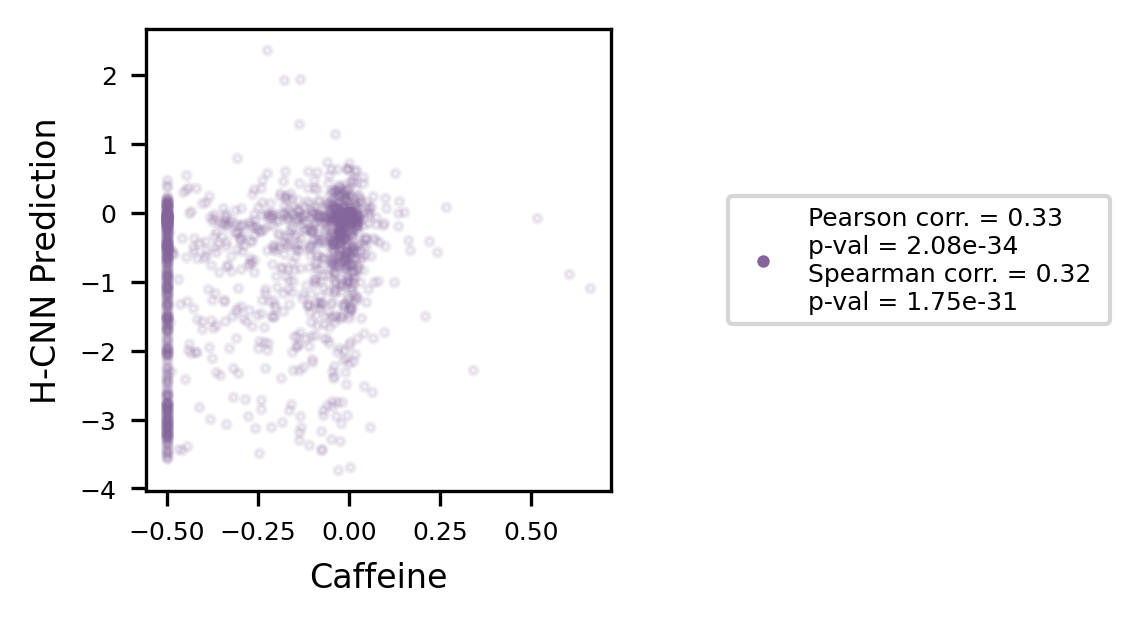 H-CNN Prediction
2
1
0
−1
−2
−3
−4
−0.50 −0.25 0.00 0.25 0.50
Caffeine
Pearson corr. = 0.33
p-val = 2.08e-34
Spearman corr. = 0.32
p-val = 1.75e-31